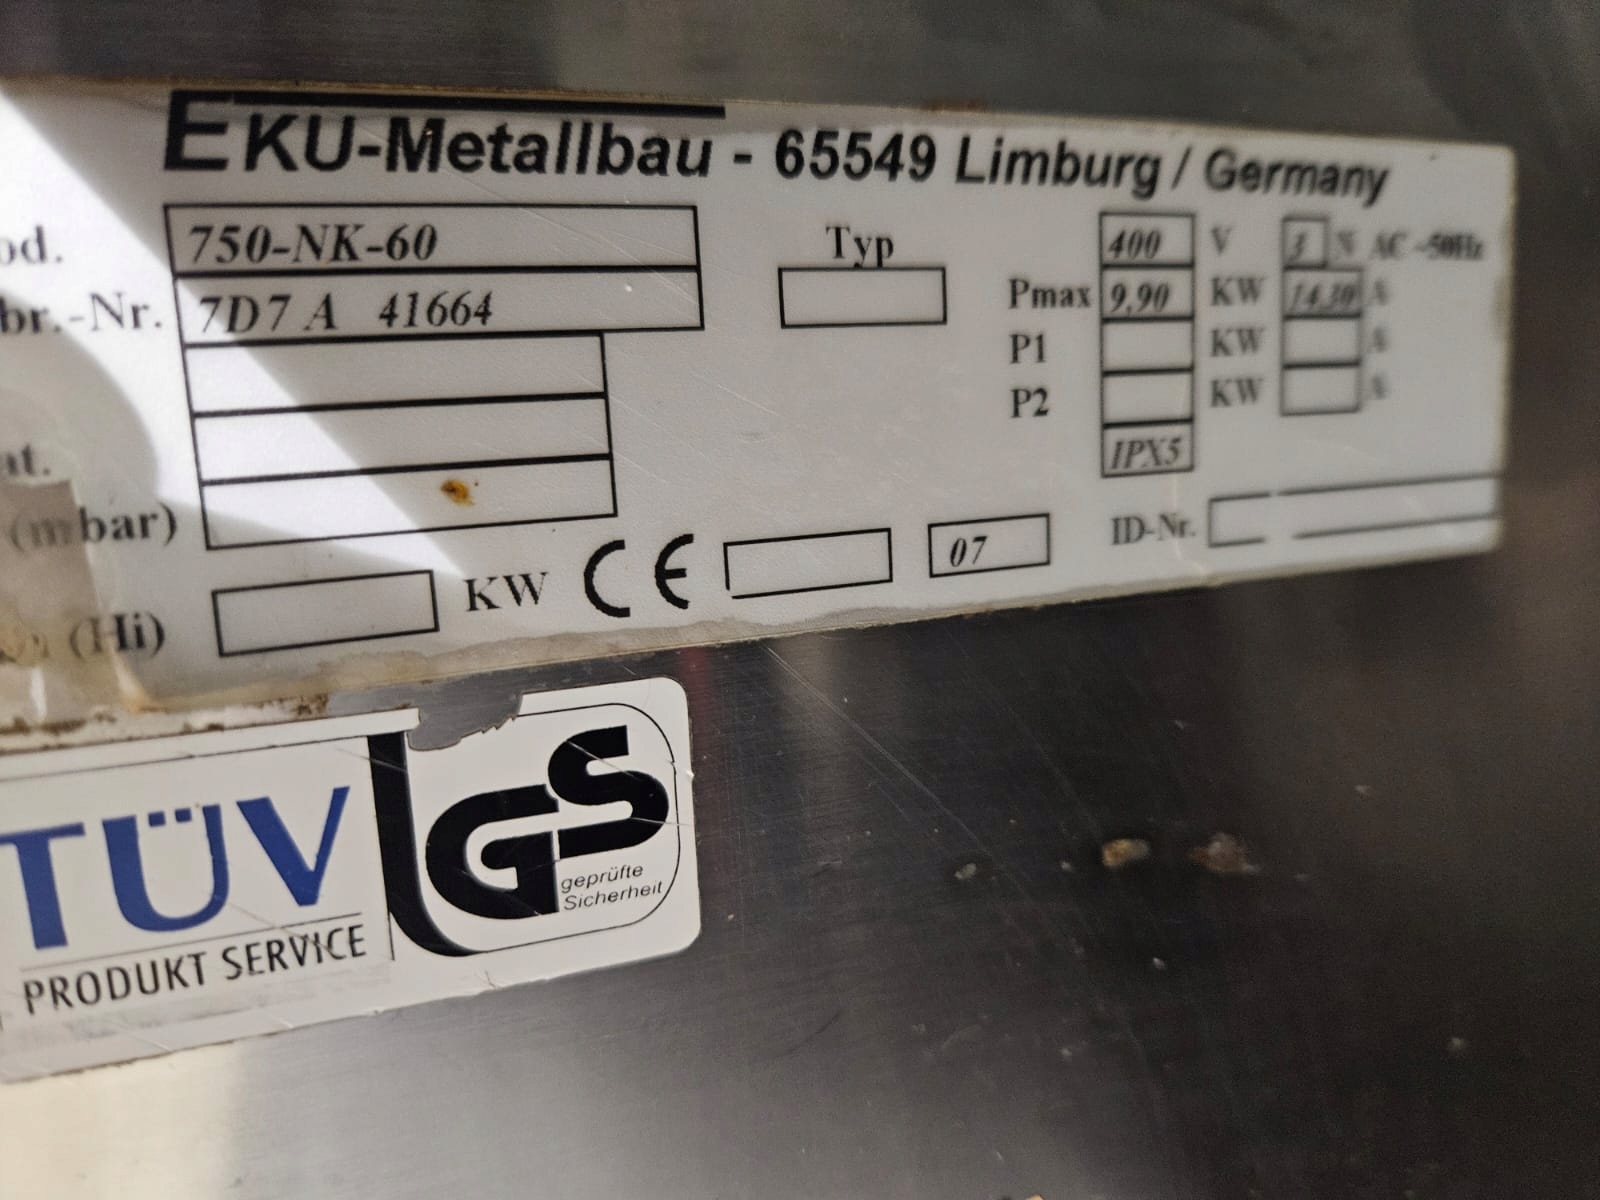 EKU-Metallbau - 65549 Limburg / Germany
od. 750-NK-60 Typ 400 V 3 N AC ~50Hz
br.-Nr. 7D7 A 41664 Pmax 9,90 KW 14.30 A
P1 KW A
P2 KW A
at. IPX5
(mbar) ID-Nr.
(Hi) KW CE 07
TÜV GS
geprüfte
Sicherheit
PRODUKT SERVICE